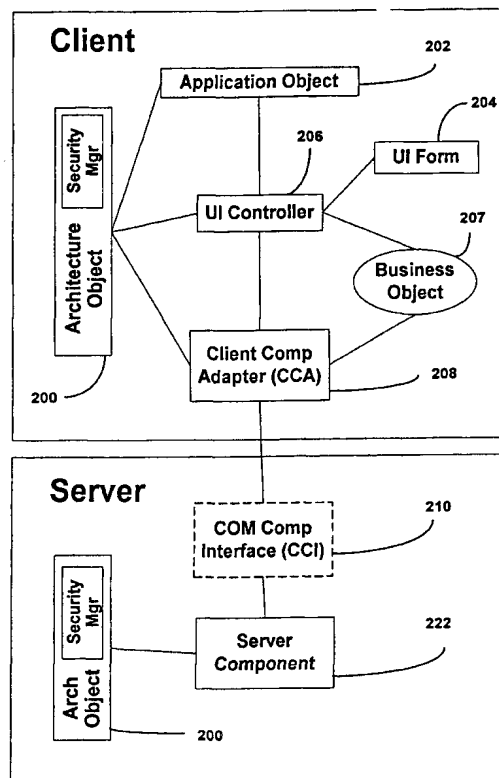 Client
Application Object
202
204
206
UI Form
Security
Mgr
Architecture
Object
UI Controller
207
Business
Object
Client Comp
Adapter (CCA)
208
200
Server
COM Comp
Interface (CCI)
210
Security
Mgr
Arch
Object
Server
Component
222
200